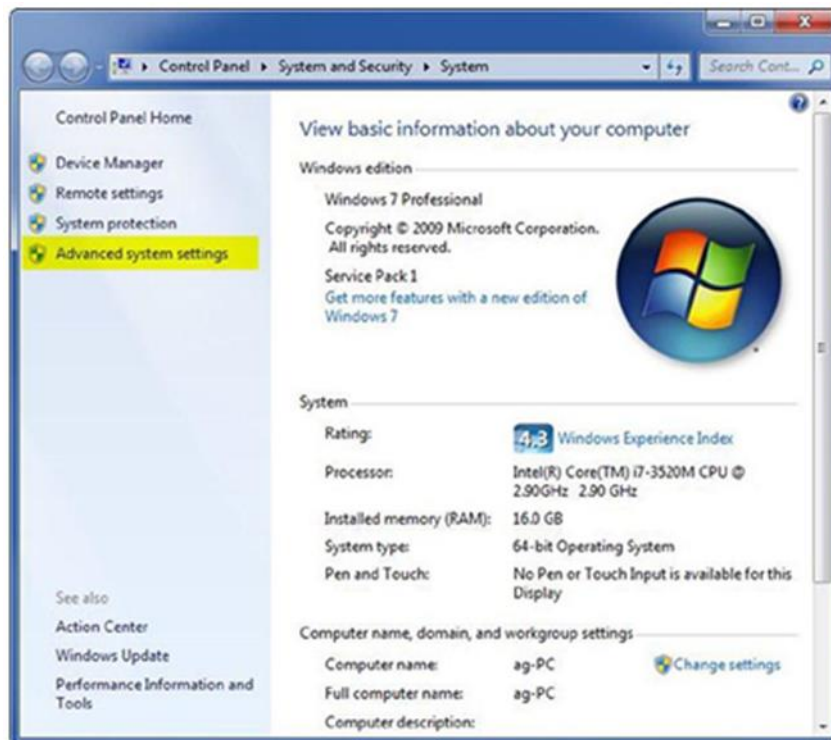 Control Panel ▸ System and Security ▸ System
Search Cont...
Control Panel Home
Device Manager
Remote settings
System protection
Advanced system settings
See also
Action Center
Windows Update
Performance Information and
Tools
View basic information about your computer
Windows edition
Windows 7 Professional
Copyright © 2009 Microsoft Corporation.
All rights reserved.
Service Pack 1
Get more features with a new edition of
Windows 7
System
Rating:
4,3 Windows Experience Index
Processor:
Intel(R) Core(TM) i7-3520M CPU @
2.90GHz 2.90 GHz
Installed memory (RAM):
16.0 GB
System type:
64-bit Operating System
Pen and Touch:
No Pen or Touch Input is available for this
Display
Computer name, domain, and workgroup settings
Computer name:
ag-PC
Change settings
Full computer name:
ag-PC
Computer description: